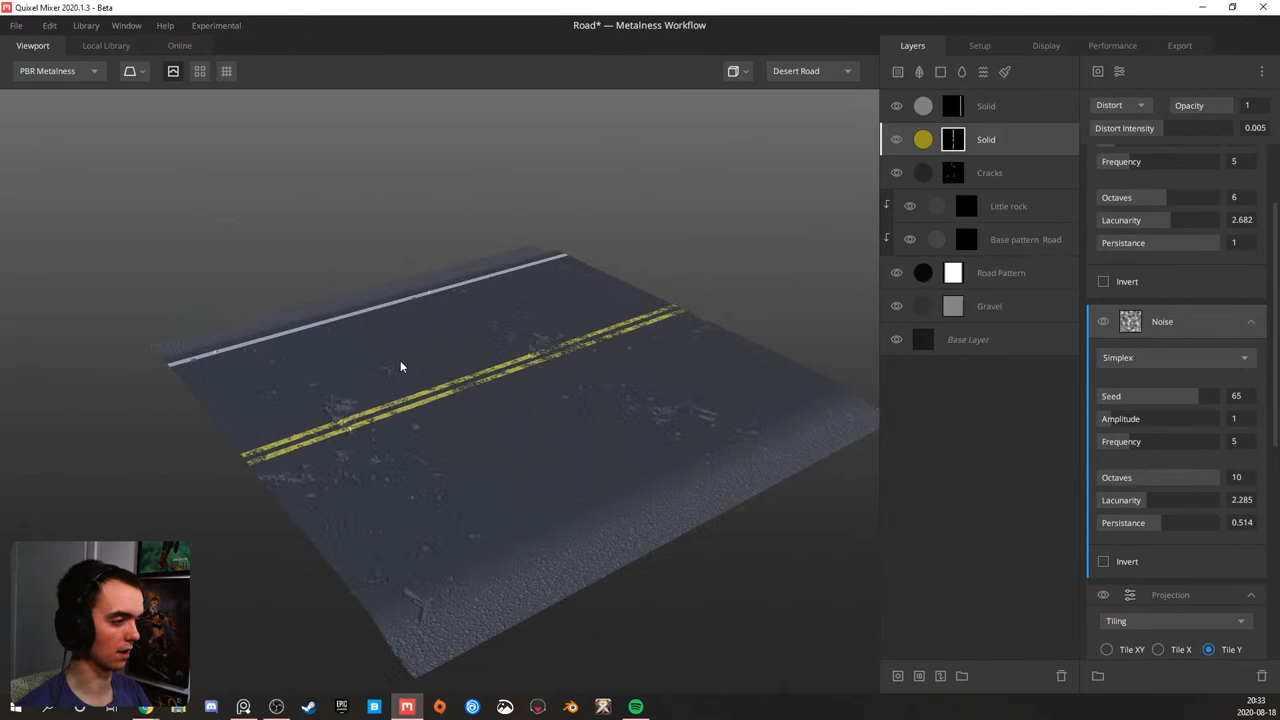 Quixel Mixer 2020.1.3 - Beta
File Edit Library Window Help Experimental
Road* — Metalness Workflow
Viewport Local Library Online
Layers Setup Display Performance Export
PBR Metalness
Desert Road
Distort Opacity 1
Distort Intensity 0.005
Solid
Solid
Cracks
Little rock
Base pattern Road
Road Pattern
Gravel
Base Layer
Frequency 5
Octaves 6
Lacunarity 2.682
Persistance 1
Invert
Noise
Simplex
Seed 65
Amplitude 1
Frequency 5
Octaves 10
Lacunarity 2.285
Persistance 0.514
Invert
Projection
Tiling
Tile XY Tile X Tile Y
EPIC
20:33
2020-08-18